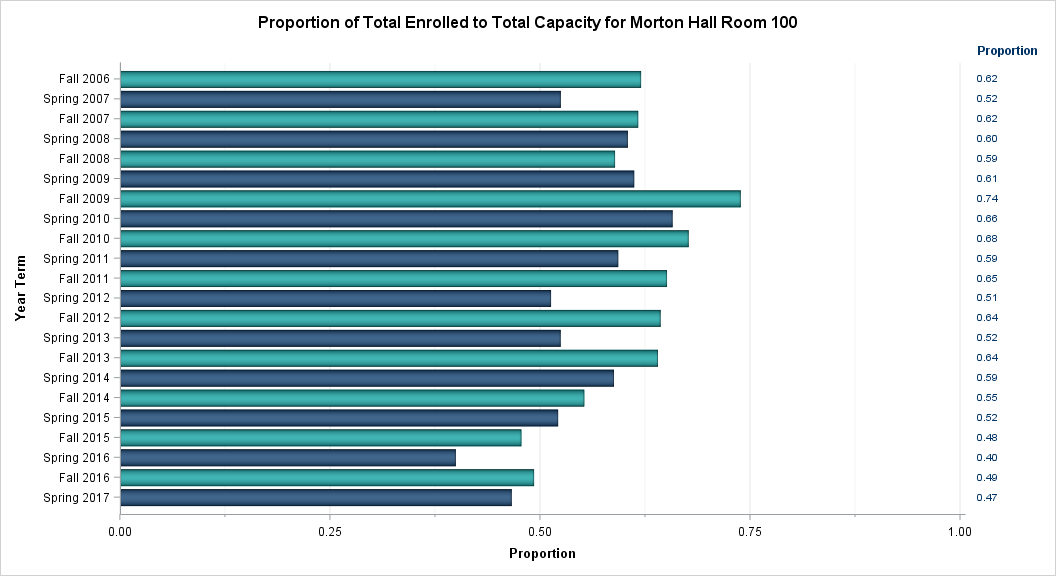 Proportion of Total Enrolled to Total Capacity for Morton Hall Room 100
Proportion
Fall 2006 0.62
Spring 2007 0.52
Fall 2007 0.62
Spring 2008 0.60
Fall 2008 0.59
Spring 2009 0.61
Fall 2009 0.74
Spring 2010 0.66
Fall 2010 0.68
Spring 2011 0.59
Fall 2011 0.65
Spring 2012 0.51
Fall 2012 0.64
Spring 2013 0.52
Fall 2013 0.64
Spring 2014 0.59
Fall 2014 0.55
Spring 2015 0.52
Fall 2015 0.48
Spring 2016 0.40
Fall 2016 0.49
Spring 2017 0.47
Year Term
0.00 0.25 0.50 0.75 1.00
Proportion